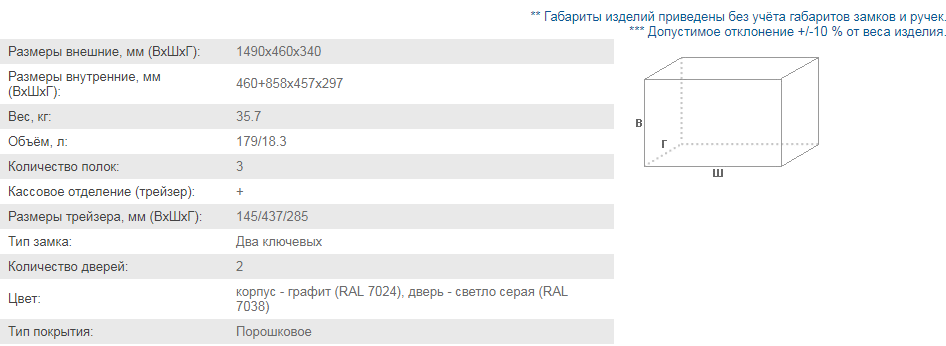 ** Габариты изделий приведены без учёта габаритов замков и ручек.
*** Допустимое отклонение +/-10 % от веса изделия.
Размеры внешние, мм (ВхШхГ): 1490x460x340
Размеры внутренние, мм
(ВхШхГ): 460+858x457x297
Вес, кг: 35.7
Объём, л: 179/18.3
Количество полок: 3
Кассовое отделение (трейзер): +
Размеры трейзера, мм (ВхШхГ): 145/437/285
Тип замка: Два ключевых
Количество дверей: 2
Цвет: корпус - графит (RAL 7024), дверь - светло серая (RAL
7038)
Тип покрытия: Порошковое
В
Г
Ш